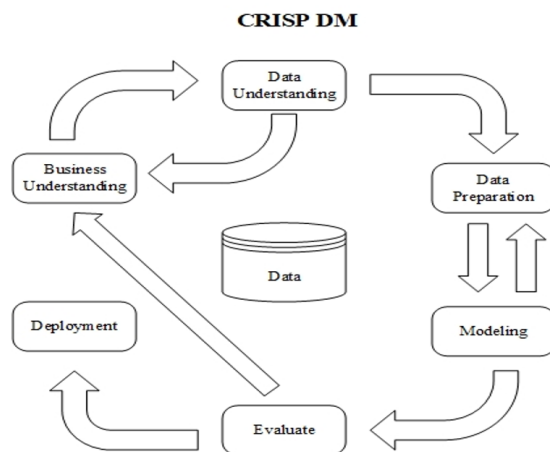 CRISP DM
Data
Understanding
Business
Understanding
Data
Preparation
Data
Deployment
Modeling
Evaluate